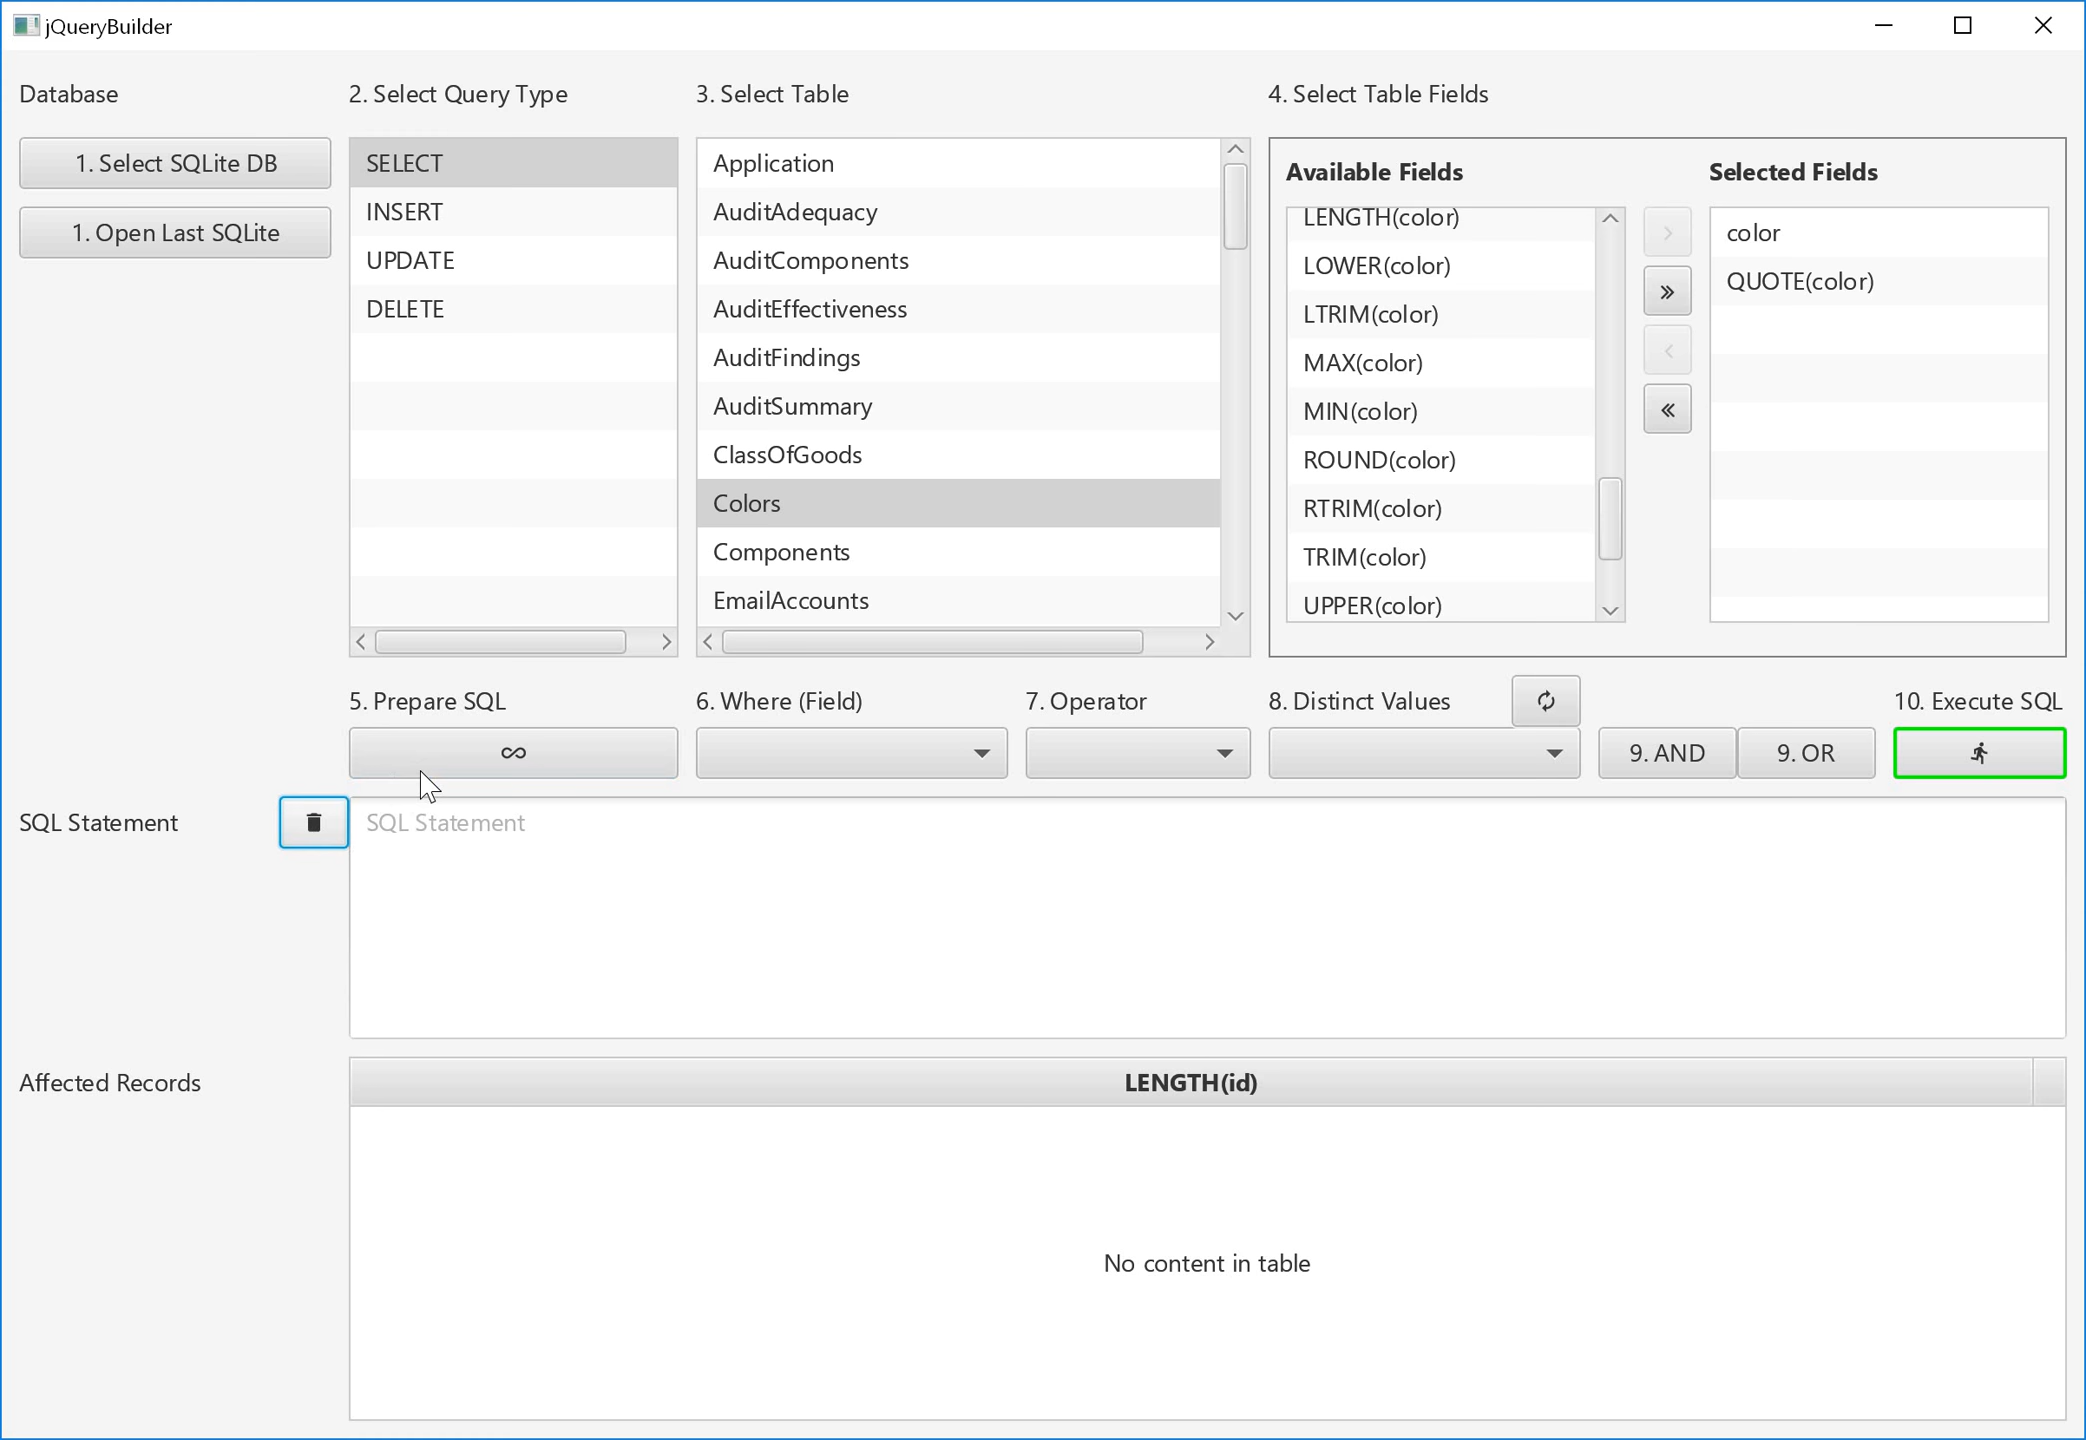 jQueryBuilder
Database
2. Select Query Type
3. Select Table
4. Select Table Fields
1. Select SQLite DB
1. Open Last SQLite
SELECT
INSERT
UPDATE
DELETE
Application
AuditAdequacy
AuditComponents
AuditEffectiveness
AuditFindings
AuditSummary
ClassOfGoods
Colors
Components
EmailAccounts
Available Fields
LENGTH(color)
LOWER(color)
LTRIM(color)
MAX(color)
MIN(color)
ROUND(color)
RTRIM(color)
TRIM(color)
UPPER(color)
Selected Fields
color
QUOTE(color)
5. Prepare SQL
6. Where (Field)
7. Operator
8. Distinct Values
10. Execute SQL
9. AND
9. OR
SQL Statement
SQL Statement
Affected Records
LENGTH(id)
No content in table